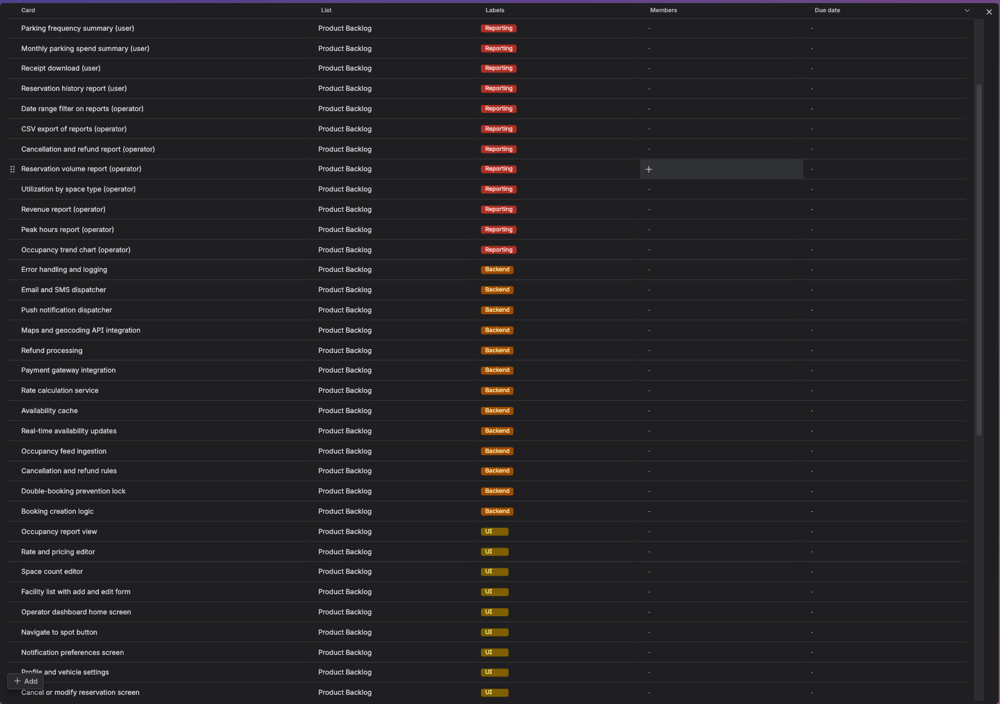 Card List Labels Members Due date
Parking frequency summary (user) Product Backlog Reporting - -
Monthly parking spend summary (user) Product Backlog Reporting - -
Receipt download (user) Product Backlog Reporting - -
Reservation history report (user) Product Backlog Reporting - -
Date range filter on reports (operator) Product Backlog Reporting - -
CSV export of reports (operator) Product Backlog Reporting - -
Cancellation and refund report (operator) Product Backlog Reporting - -
Reservation volume report (operator) Product Backlog Reporting + -
Utilization by space type (operator) Product Backlog Reporting - -
Revenue report (operator) Product Backlog Reporting - -
Peak hours report (operator) Product Backlog Reporting - -
Occupancy trend chart (operator) Product Backlog Reporting - -
Error handling and logging Product Backlog Backend - -
Email and SMS dispatcher Product Backlog Backend - -
Push notification dispatcher Product Backlog Backend - -
Maps and geocoding API integration Product Backlog Backend - -
Refund processing Product Backlog Backend - -
Payment gateway integration Product Backlog Backend - -
Rate calculation service Product Backlog Backend - -
Availability cache Product Backlog Backend - -
Real-time availability updates Product Backlog Backend - -
Occupancy feed ingestion Product Backlog Backend - -
Cancellation and refund rules Product Backlog Backend - -
Double-booking prevention lock Product Backlog Backend - -
Booking creation logic Product Backlog Backend - -
Occupancy report view Product Backlog UI - -
Rate and pricing editor Product Backlog UI - -
Space count editor Product Backlog UI - -
Facility list with add and edit form Product Backlog UI - -
Operator dashboard home screen Product Backlog UI - -
Navigate to spot button Product Backlog UI - -
Notification preferences screen Product Backlog UI - -
Profile and vehicle settings Product Backlog UI - -
+ Add
Cancel or modify reservation screen Product Backlog UI - -